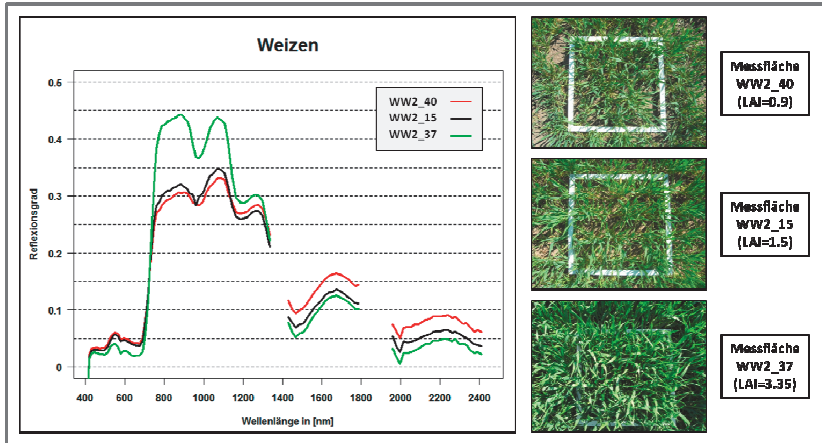 Weizen
0.6
0.5
0.4
0.3
0.2
0.1
0
Reflexionsgrad
WW2_40
WW2_15
WW2_37
400 600 800 1000 1200 1400 1600 1800 2000 2200 2400
Wellenlänge in [nm]
Messfläche
WW2_40
(LAI=0.9)
Messfläche
WW2_15
(LAI=1.5)
Messfläche
WW2_37
(LAI=3.35)